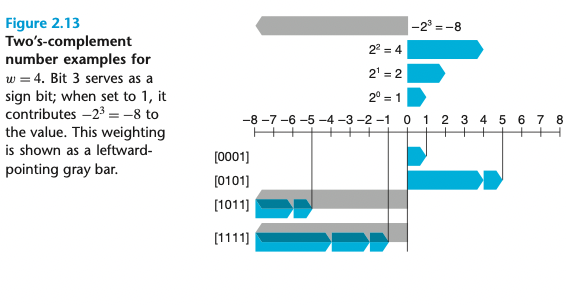 Figure 2.13
Two’s-complement
number examples for
w = 4. Bit 3 serves as a
sign bit; when set to 1, it
contributes −2³ = −8 to
the value. This weighting
is shown as a leftward-
pointing gray bar.
−2³ = −8
2² = 4
2¹ = 2
2⁰ = 1
−8 −7 −6 −5 −4 −3 −2 −1 0 1 2 3 4 5 6 7 8
[0001]
[0101]
[1011]
[1111]